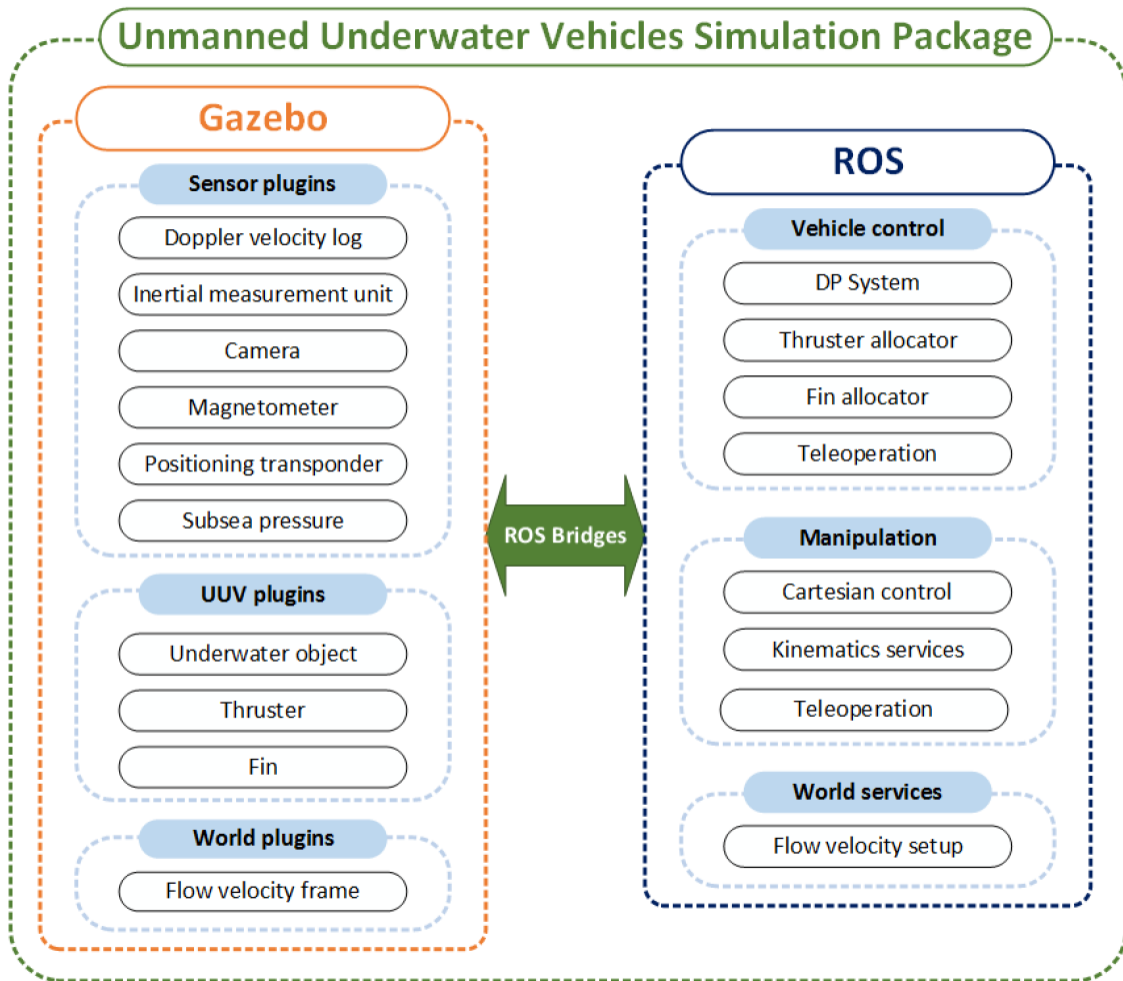 Unmanned Underwater Vehicles Simulation Package
Gazebo
Sensor plugins
Doppler velocity log
Inertial measurement unit
Camera
Magnetometer
Positioning transponder
Subsea pressure
UUV plugins
Underwater object
Thruster
Fin
World plugins
Flow velocity frame
ROS Bridges
ROS
Vehicle control
DP System
Thruster allocator
Fin allocator
Teleoperation
Manipulation
Cartesian control
Kinematics services
Teleoperation
World services
Flow velocity setup